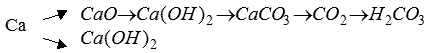 Ca ↗ CaO→Ca(OH)₂→CaCO₃→CO₂→H₂CO₃
↘ Ca(OH)₂